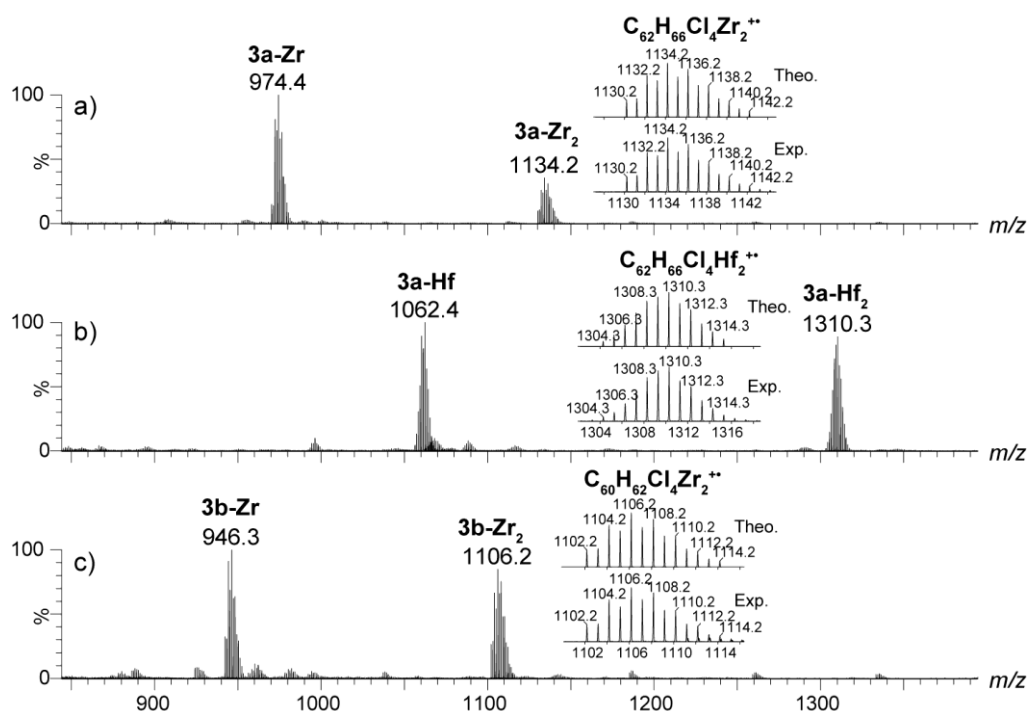 C₆₂H₆₆Cl₄Zr₂⁺•
3a-Zr
974.4
100
a)
%
0
3a-Zr₂
1134.2
1134.2
1132.2
1136.2
1138.2
1130.2
1140.2
1142.2
Theo.
1134.2
1132.2
1136.2
1138.2
1130.2
1140.2
1142.2
Exp.
1130 1134 1138 1142
m/z
C₆₂H₆₆Cl₄Hf₂⁺•
3a-Hf
1062.4
100
b)
%
0
1310.3
1308.3
1312.3
1306.3
1304.3
1314.3
Theo.
1310.3
1308.3
1312.3
1306.3
1304.3
1314.3
Exp.
1304 1308 1312 1316
3a-Hf₂
1310.3
m/z
C₆₀H₆₂Cl₄Zr₂⁺•
3b-Zr
946.3
100
c)
%
0
3b-Zr₂
1106.2
1106.2
1104.2
1108.2
1110.2
1102.2
1112.2
1114.2
Theo.
1106.2
1104.2
1108.2
1110.2
1102.2
1112.2
1114.2
Exp.
1102 1106 1110 1114
m/z
900 1000 1100 1200 1300